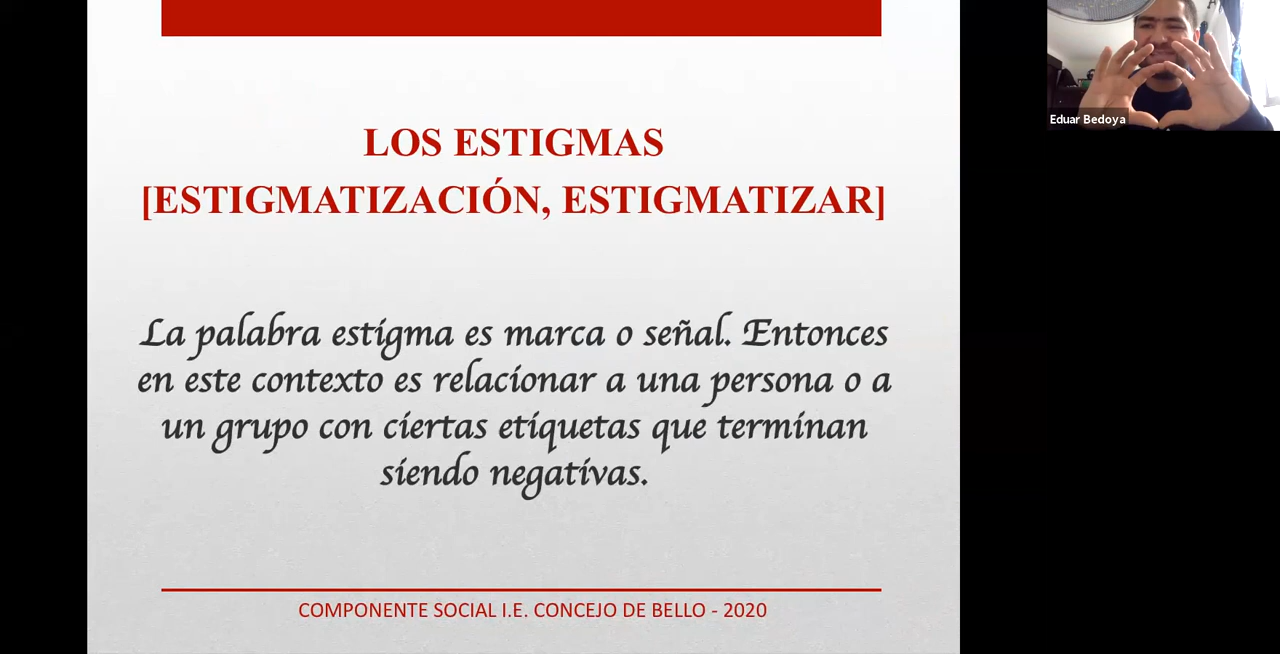 LOS ESTIGMAS
[ESTIGMATIZACIÓN, ESTIGMATIZAR]
La palabra estigma es marca o señal. Entonces
en este contexto es relacionar a una persona o a
un grupo con ciertas etiquetas que terminan
siendo negativas.
COMPONENTE SOCIAL I.E. CONCEJO DE BELLO - 2020
Eduar Bedoya